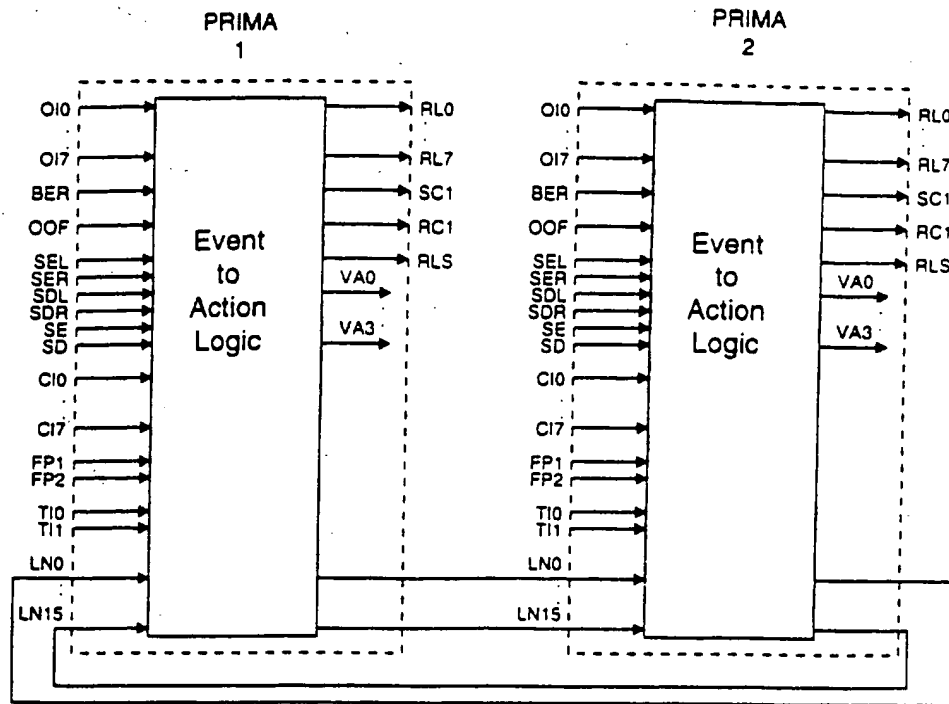 PRIMA
1
OI0
OI7
BER
OOF
SEL
SER
SDL
SDR
SE
SD
CI0
CI7
FP1
FP2
TI0
TI1
LN0
LN15
Event
to
Action
Logic
RL0
RL7
SC1
RC1
RLS
VA0
VA3
PRIMA
2
OI0
OI7
BER
OOF
SEL
SER
SDL
SDR
SE
SD
CI0
CI7
FP1
FP2
TI0
TI1
LN0
LN15
Event
to
Action
Logic
RL0
RL7
SC1
RC1
RLS
VA0
VA3